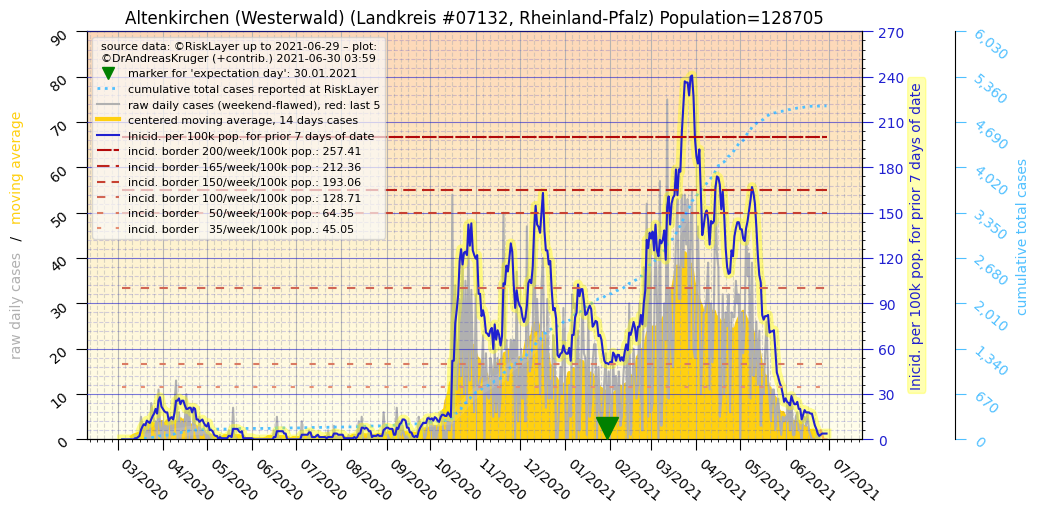 Altenkirchen (Westerwald) (Landkreis #07132, Rheinland-Pfalz) Population=128705
source data: ©RiskLayer up to 2021-06-29 – plot:
©DrAndreasKruger (+contrib.) 2021-06-30 03:59
marker for 'expectation day': 30.01.2021
cumulative total cases reported at RiskLayer
raw daily cases (weekend-flawed), red: last 5
centered moving average, 14 days cases
Inicid. per 100k pop. for prior 7 days of date
incid. border 200/week/100k pop.: 257.41
incid. border 165/week/100k pop.: 212.36
incid. border 150/week/100k pop.: 193.06
incid. border 100/week/100k pop.: 128.71
incid. border 50/week/100k pop.: 64.35
incid. border 35/week/100k pop.: 45.05
raw daily cases / moving average
90
80
70
60
50
40
30
20
10
0
270
240
210
180
150
120
90
60
30
0
Inicid. per 100k pop. for prior 7 days of date
6,030
5,360
4,690
4,020
3,350
2,680
2,010
1,340
670
0
cumulative total cases
03/2020
04/2020
05/2020
06/2020
07/2020
08/2020
09/2020
10/2020
11/2020
12/2020
01/2021
02/2021
03/2021
04/2021
05/2021
06/2021
07/2021